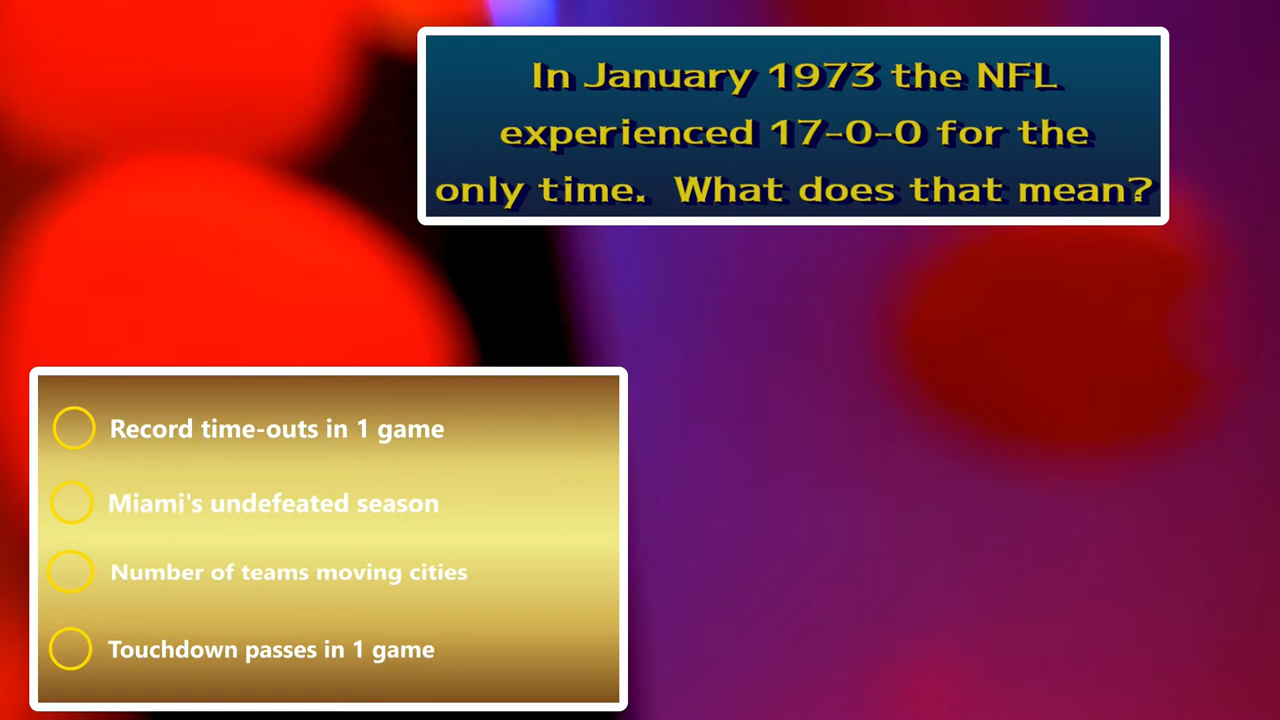 In January 1973 the NFL
experienced 17-0-0 for the
only time. What does that mean?
Record time-outs in 1 game
Miami's undefeated season
Number of teams moving cities
Touchdown passes in 1 game